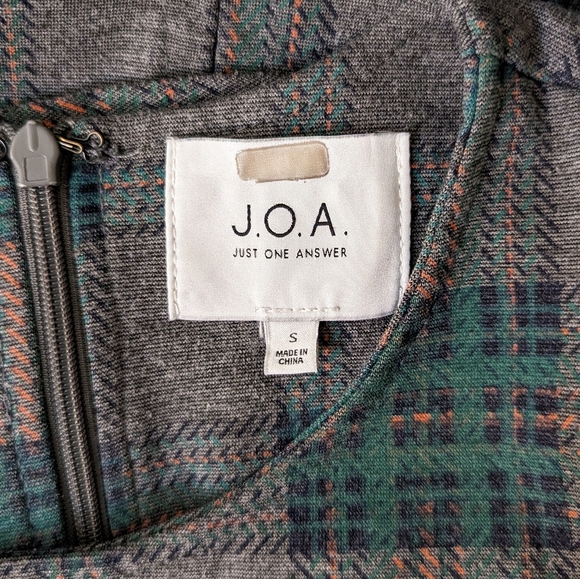 J.O.A.
JUST ONE ANSWER
S
MADE IN
CHINA